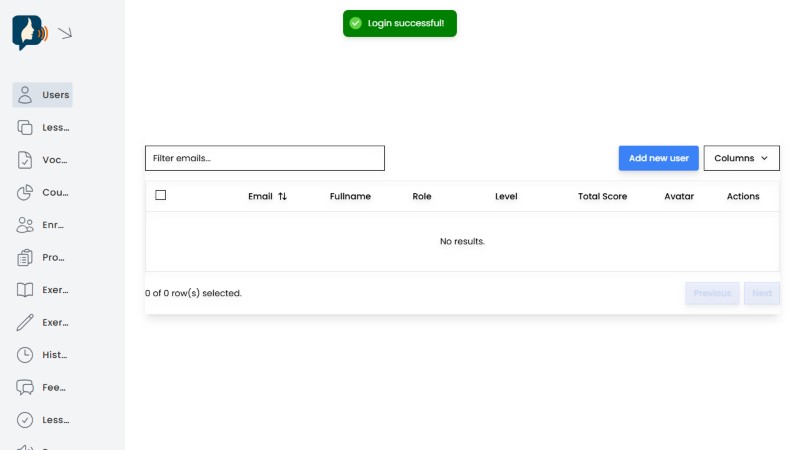 Login successful!
Users
Less...
Voc...
Cou...
Enr...
Pro...
Exer...
Exer...
Hist...
Fee...
Less...
Filter emails...
Add new user
Columns
Email
Fullname
Role
Level
Total Score
Avatar
Actions
No results.
0 of 0 row(s) selected.
Previous
Next